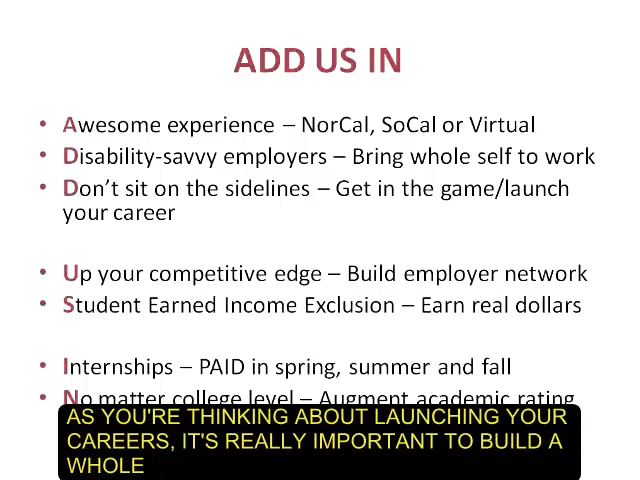 ADD US IN
• Awesome experience – NorCal, SoCal or Virtual
• Disability-savvy employers – Bring whole self to work
• Don't sit on the sidelines – Get in the game/launch
your career
• Up your competitive edge – Build employer network
• Student Earned Income Exclusion – Earn real dollars
• Internships – PAID in spring, summer and fall
• No matter college level – Augment academic rating
AS YOU'RE THINKING ABOUT LAUNCHING YOUR
CAREERS, IT'S REALLY IMPORTANT TO BUILD A
WHOLE